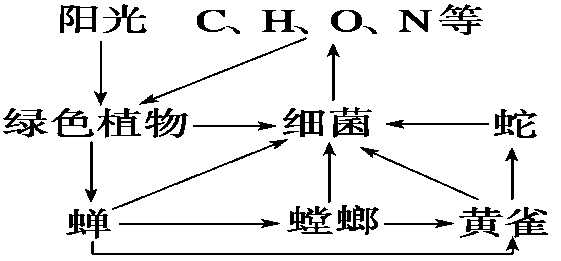 阳光 C、H、O、N等
绿色植物 细菌 蛇
蝉 螳螂 黄雀